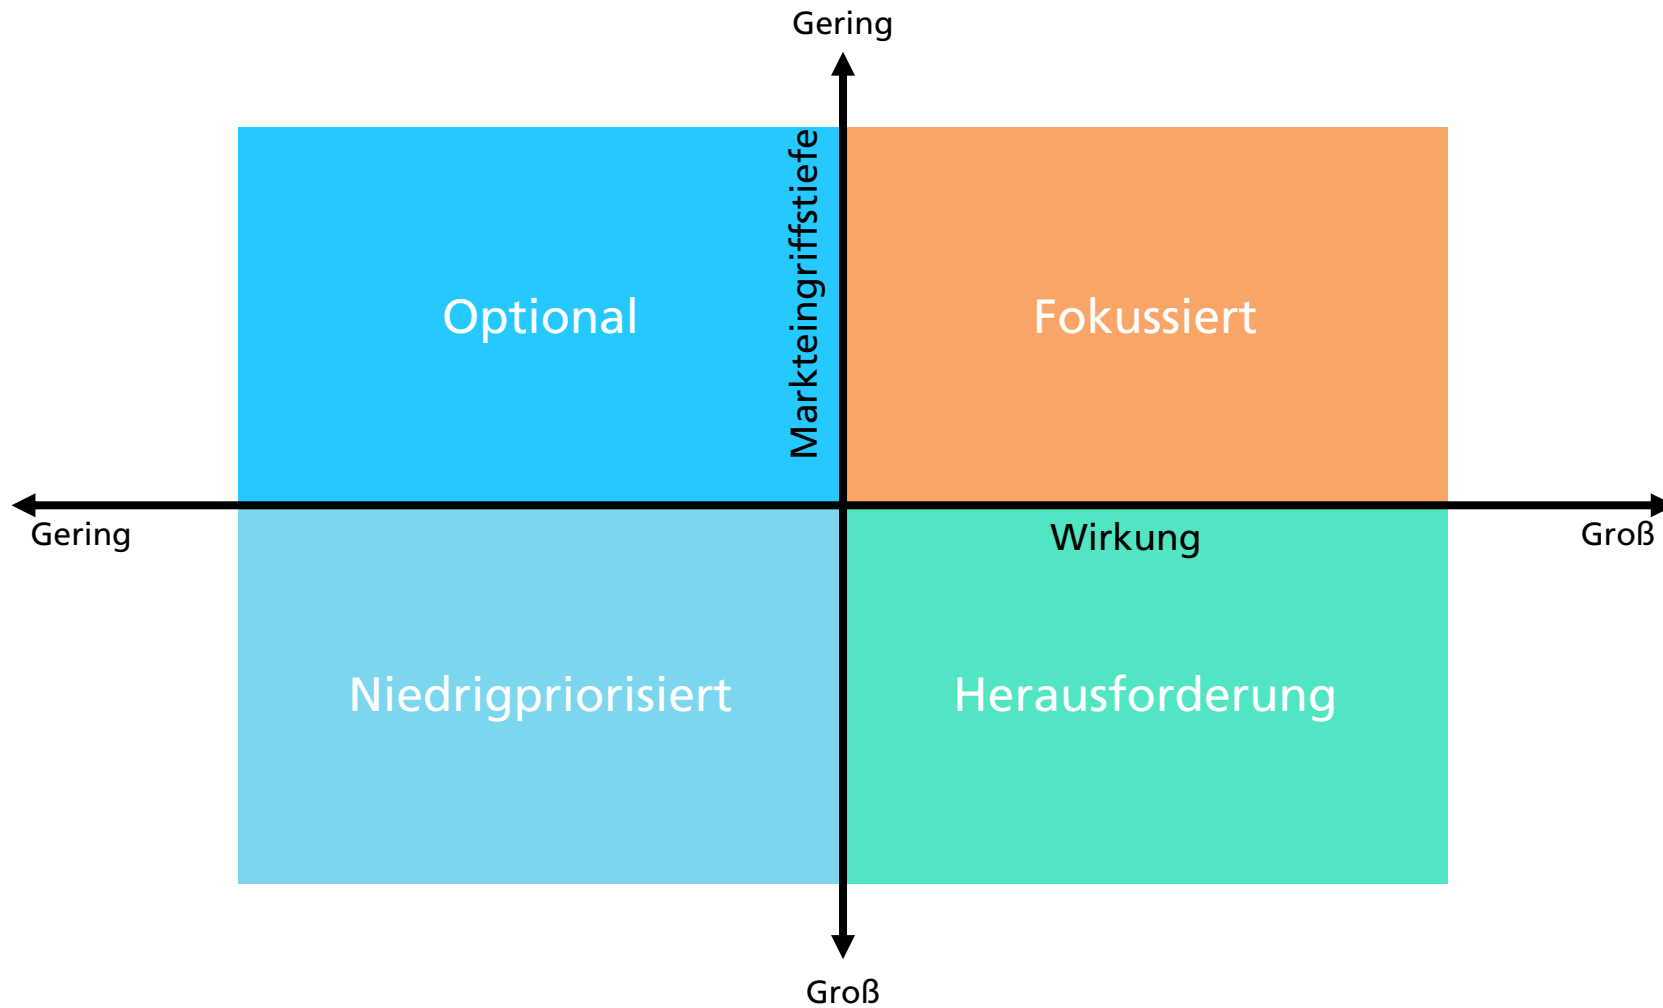 Gering
Markteingriffstiefe
Optional
Fokussiert
Gering
Wirkung
Groß
Niedrigpriorisiert
Herausforderung
Groß